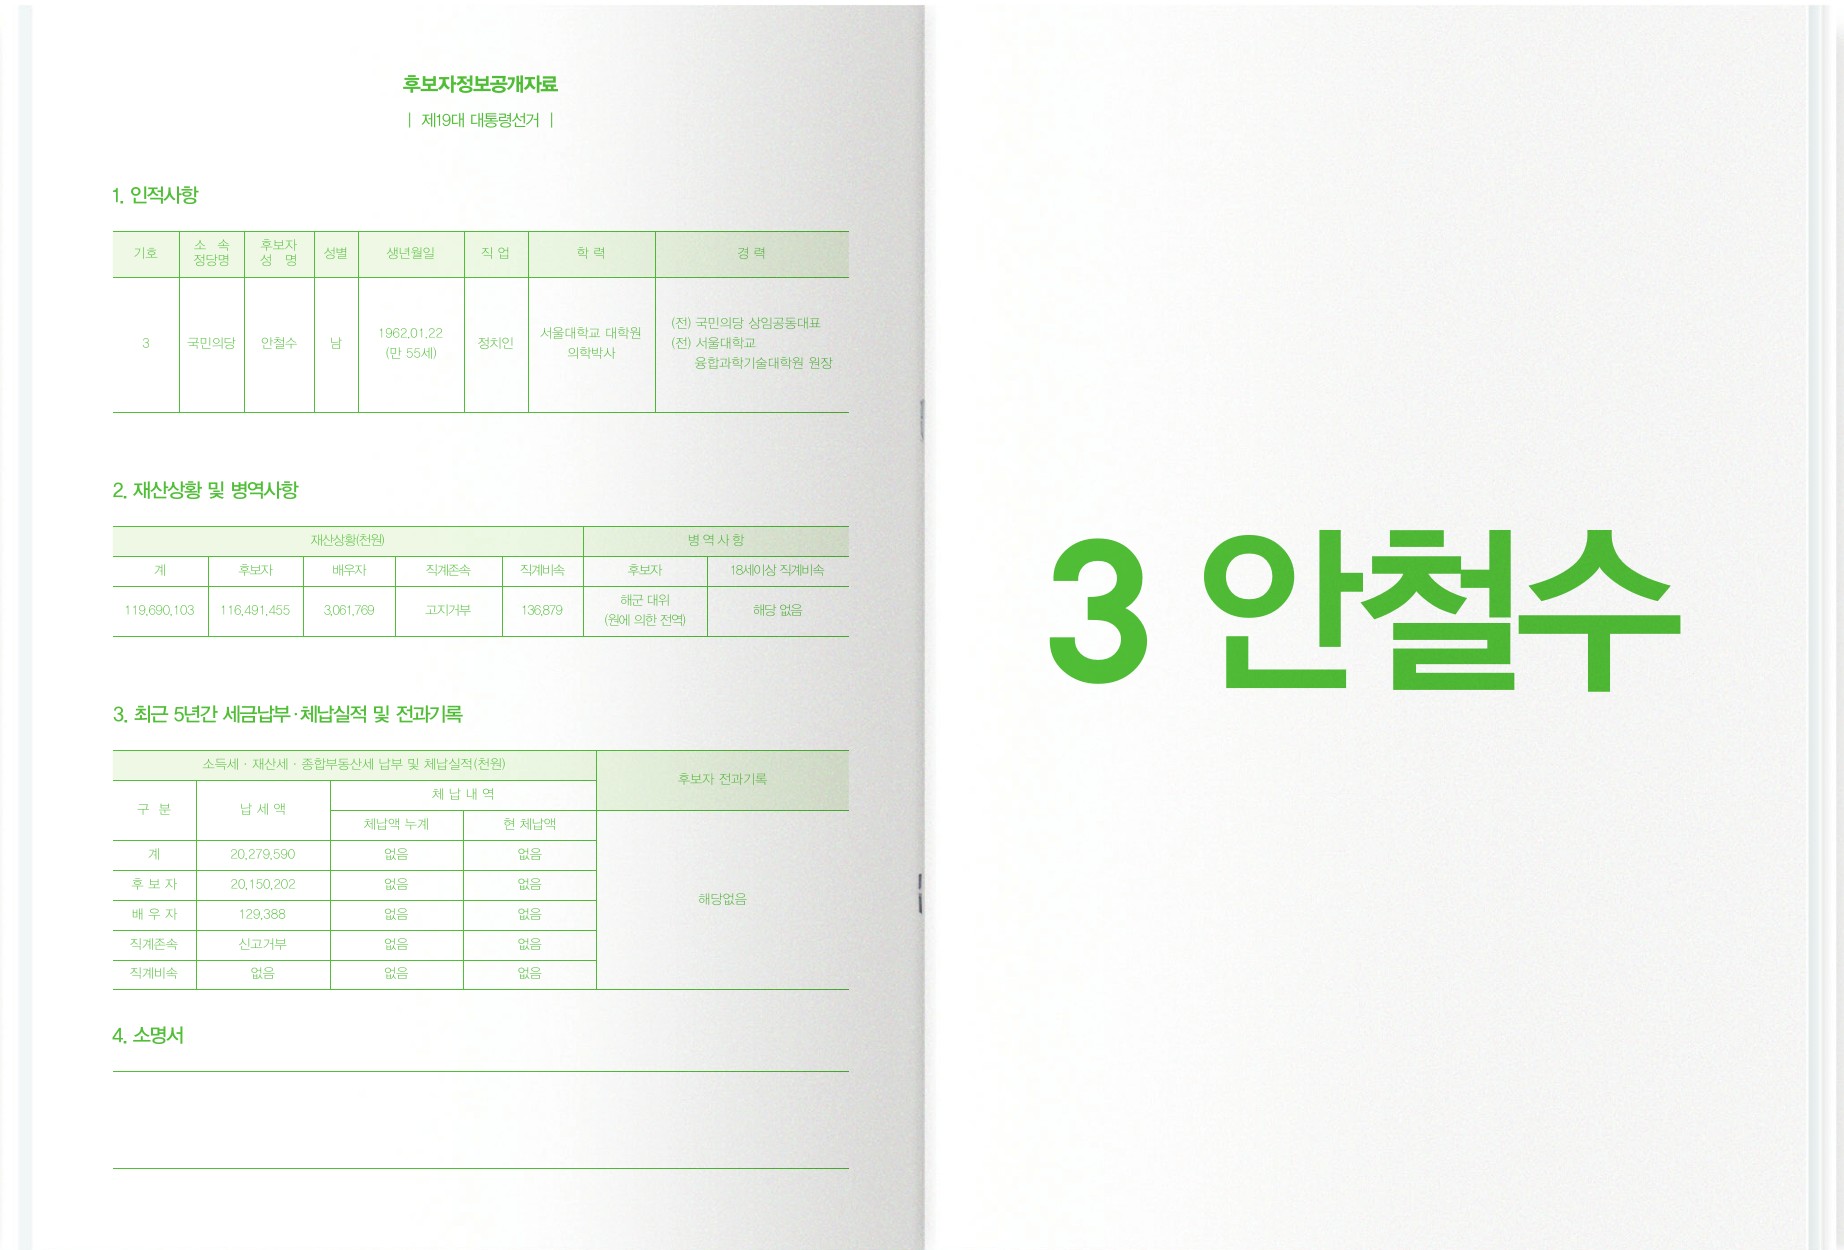 후보자정보공개자료
| 제19대 대통령선거 |
1. 인적사항
기호 소 속 정당명 후보자 성 명 성별 생년월일 직 업 학 력 경 력
3 국민의당 안철수 남 1962.01.22 (만 55세) 정치인 서울대학교 대학원 의학박사 (전) 국민의당 상임공동대표
(전) 서울대학교
융합과학기술대학원 원장
2. 재산상황 및 병역사항
재산상황(천원) 병 역 사 항
계 후보자 배우자 직계존속 직계비속 후보자 18세이상 직계비속
119,690,103 116,491,455 3,061,769 고지거부 136,879 해군 대위 (원에 의한 전역) 해당 없음
3. 최근 5년간 세금납부·체납실적 및 전과기록
소득세 · 재산세 · 종합부동산세 납부 및 체납실적(천원) 후보자 전과기록
구 분 납 세 액 체 납 내 역
체납액 누계 현 체납액
계 20,279,590 없음 없음
후 보 자 20,150,202 없음 없음
배 우 자 129,388 없음 없음
직계존속 신고거부 없음 없음
직계비속 없음 없음 없음
해당없음
4. 소명서
3 안철수